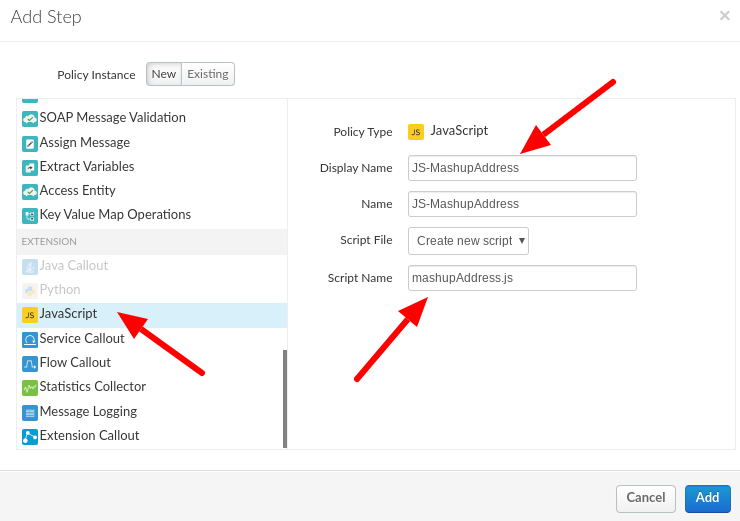 Add Step
×
Policy Instance New Existing
SOAP Message Validation
Assign Message
Extract Variables
Access Entity
Key Value Map Operations
EXTENSION
Java Callout
Python
JS JavaScript
Service Callout
Flow Callout
Statistics Collector
Message Logging
Extension Callout
Policy Type JS JavaScript
Display Name JS-MashupAddress
Name JS-MashupAddress
Script File Create new script
Script Name mashupAddress.js
Cancel Add